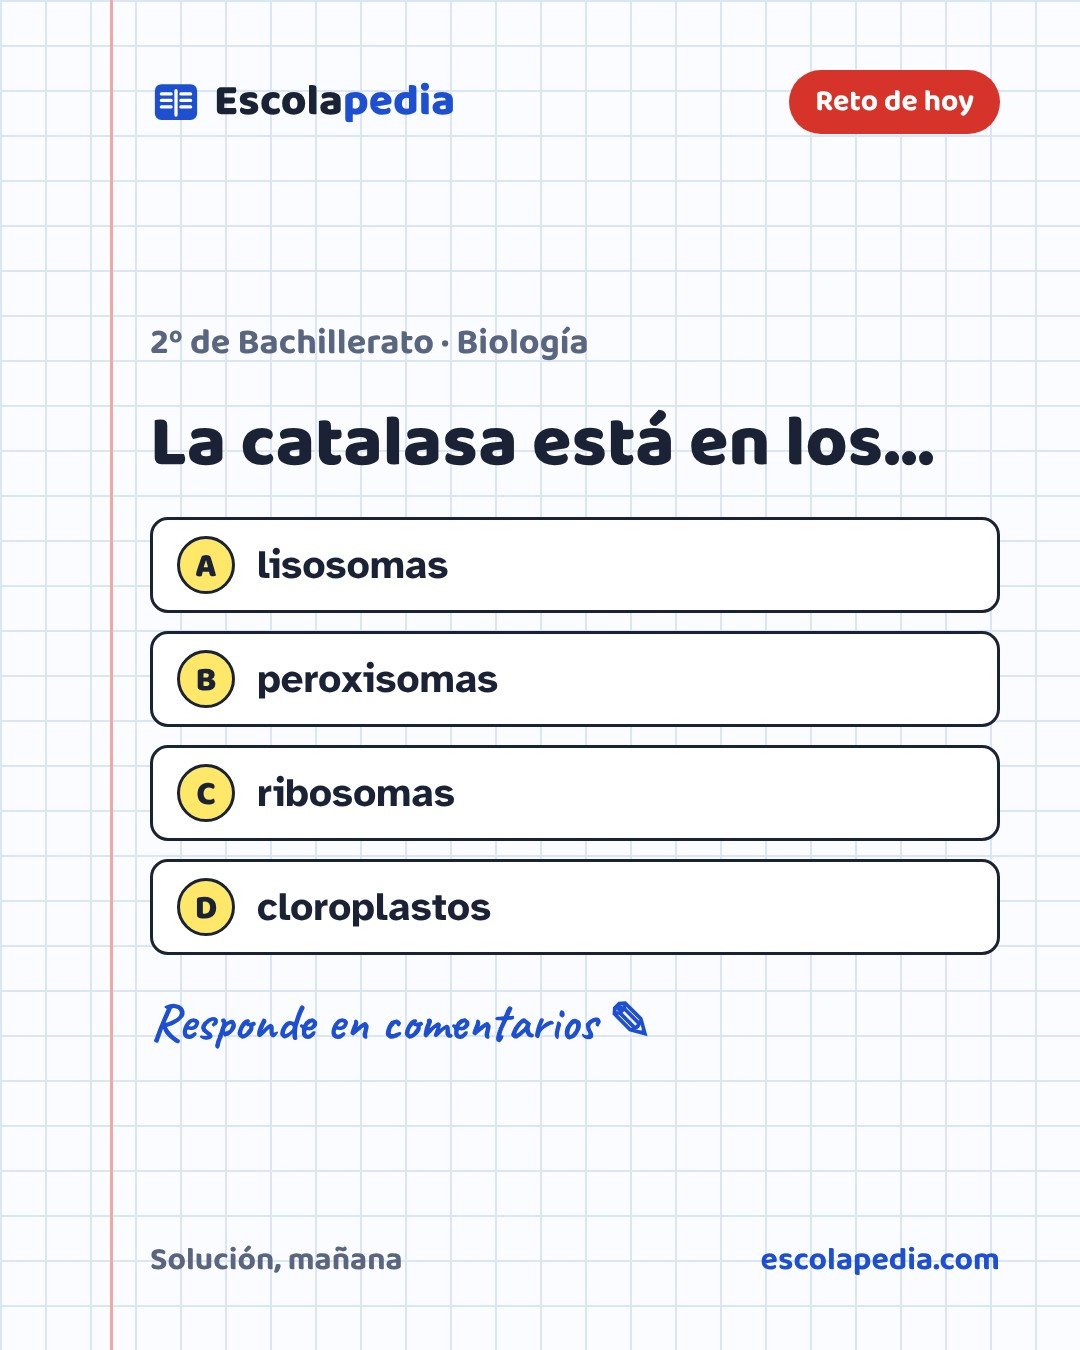 Escolapedia
Reto de hoy
2º de Bachillerato · Biología
La catalasa está en los...
A lisosomas
B peroxisomas
C ribosomas
D cloroplastos
Responde en comentarios ✎
Solución, mañana
escolapedia.com